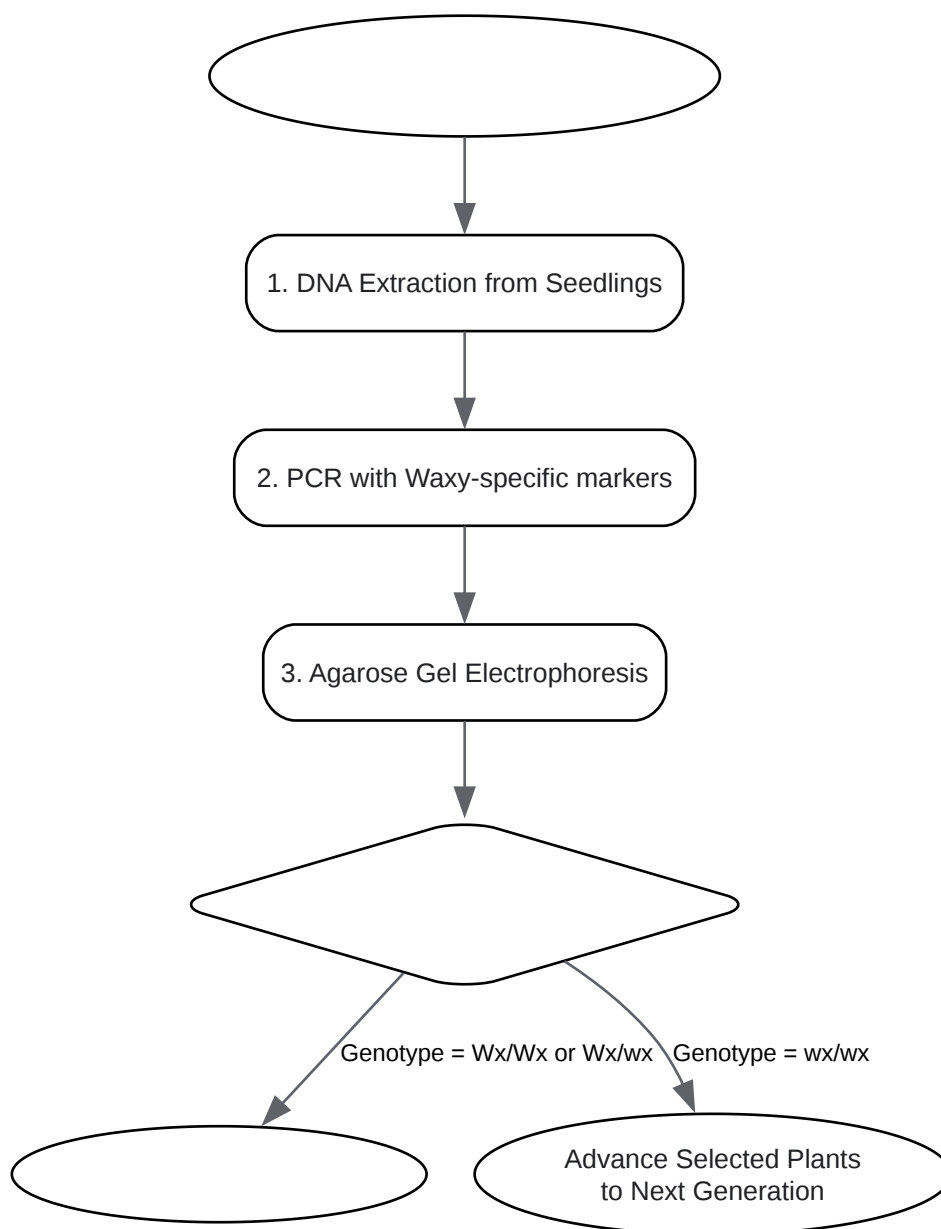 1. DNA Extraction from Seedlings
2. PCR with Waxy-specific markers
3. Agarose Gel Electrophoresis
Genotype = Wx/Wx or Wx/wx
Genotype = wx/wx
Advance Selected Plants
to Next Generation